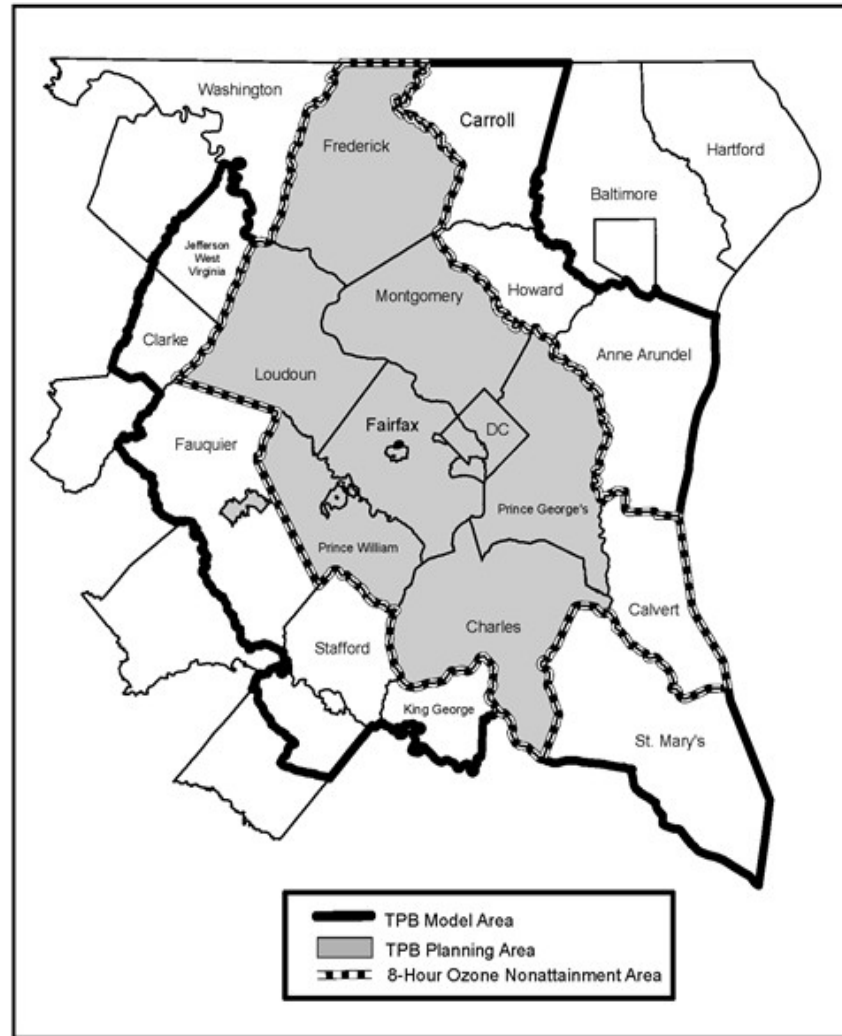 Washington
Carroll
Frederick
Hartford
Baltimore
Jefferson
West
Virginia
Montgomery
Howard
Clarke
Anne Arundel
Loudoun
Fairfax
DC
Fauquier
Prince George's
Prince William
Calvert
Charles
Stafford
King George
St. Mary's
TPB Model Area
TPB Planning Area
8-Hour Ozone Nonattainment Area